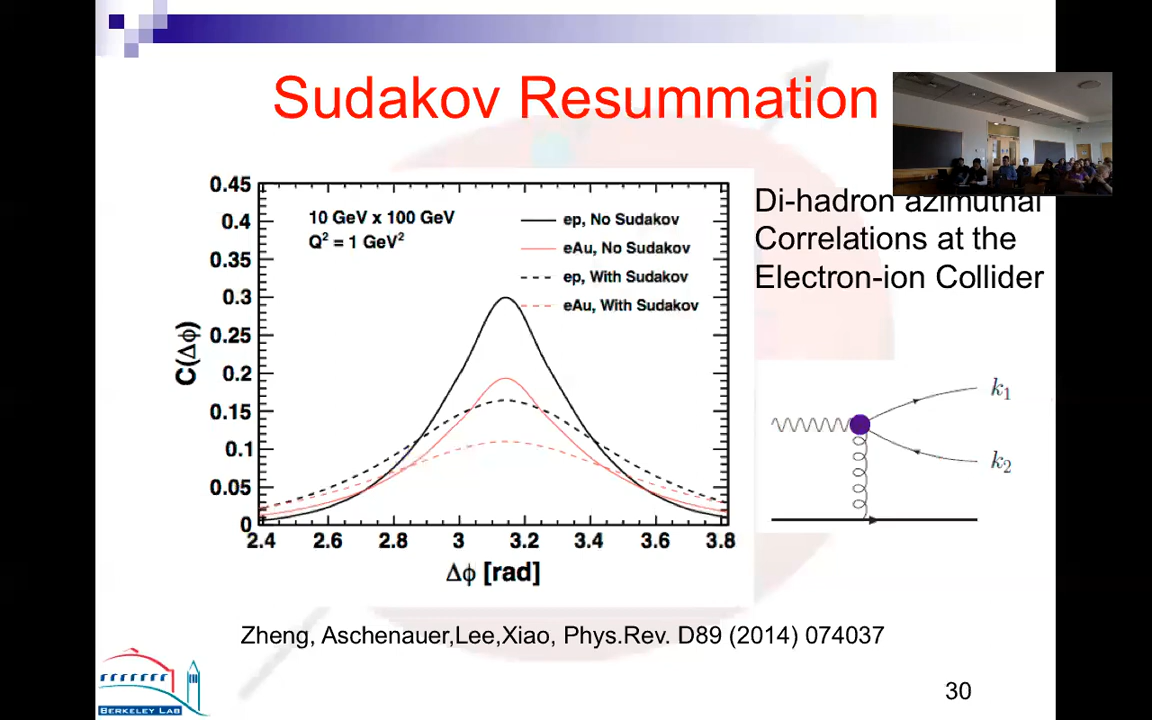 Sudakov Resummation
Di-hadron azimuthal
Correlations at the
Electron-ion Collider
10 GeV x 100 GeV
Q² = 1 GeV²
ep, No Sudakov
eAu, No Sudakov
ep, With Sudakov
eAu, With Sudakov
C(Δϕ)
0.45
0.4
0.35
0.3
0.25
0.2
0.15
0.1
0.05
0
2.4 2.6 2.8 3 3.2 3.4 3.6 3.8
Δϕ [rad]
k₁
k₂
Zheng, Aschenauer,Lee,Xiao, Phys.Rev. D89 (2014) 074037
BERKELEY LAB
30